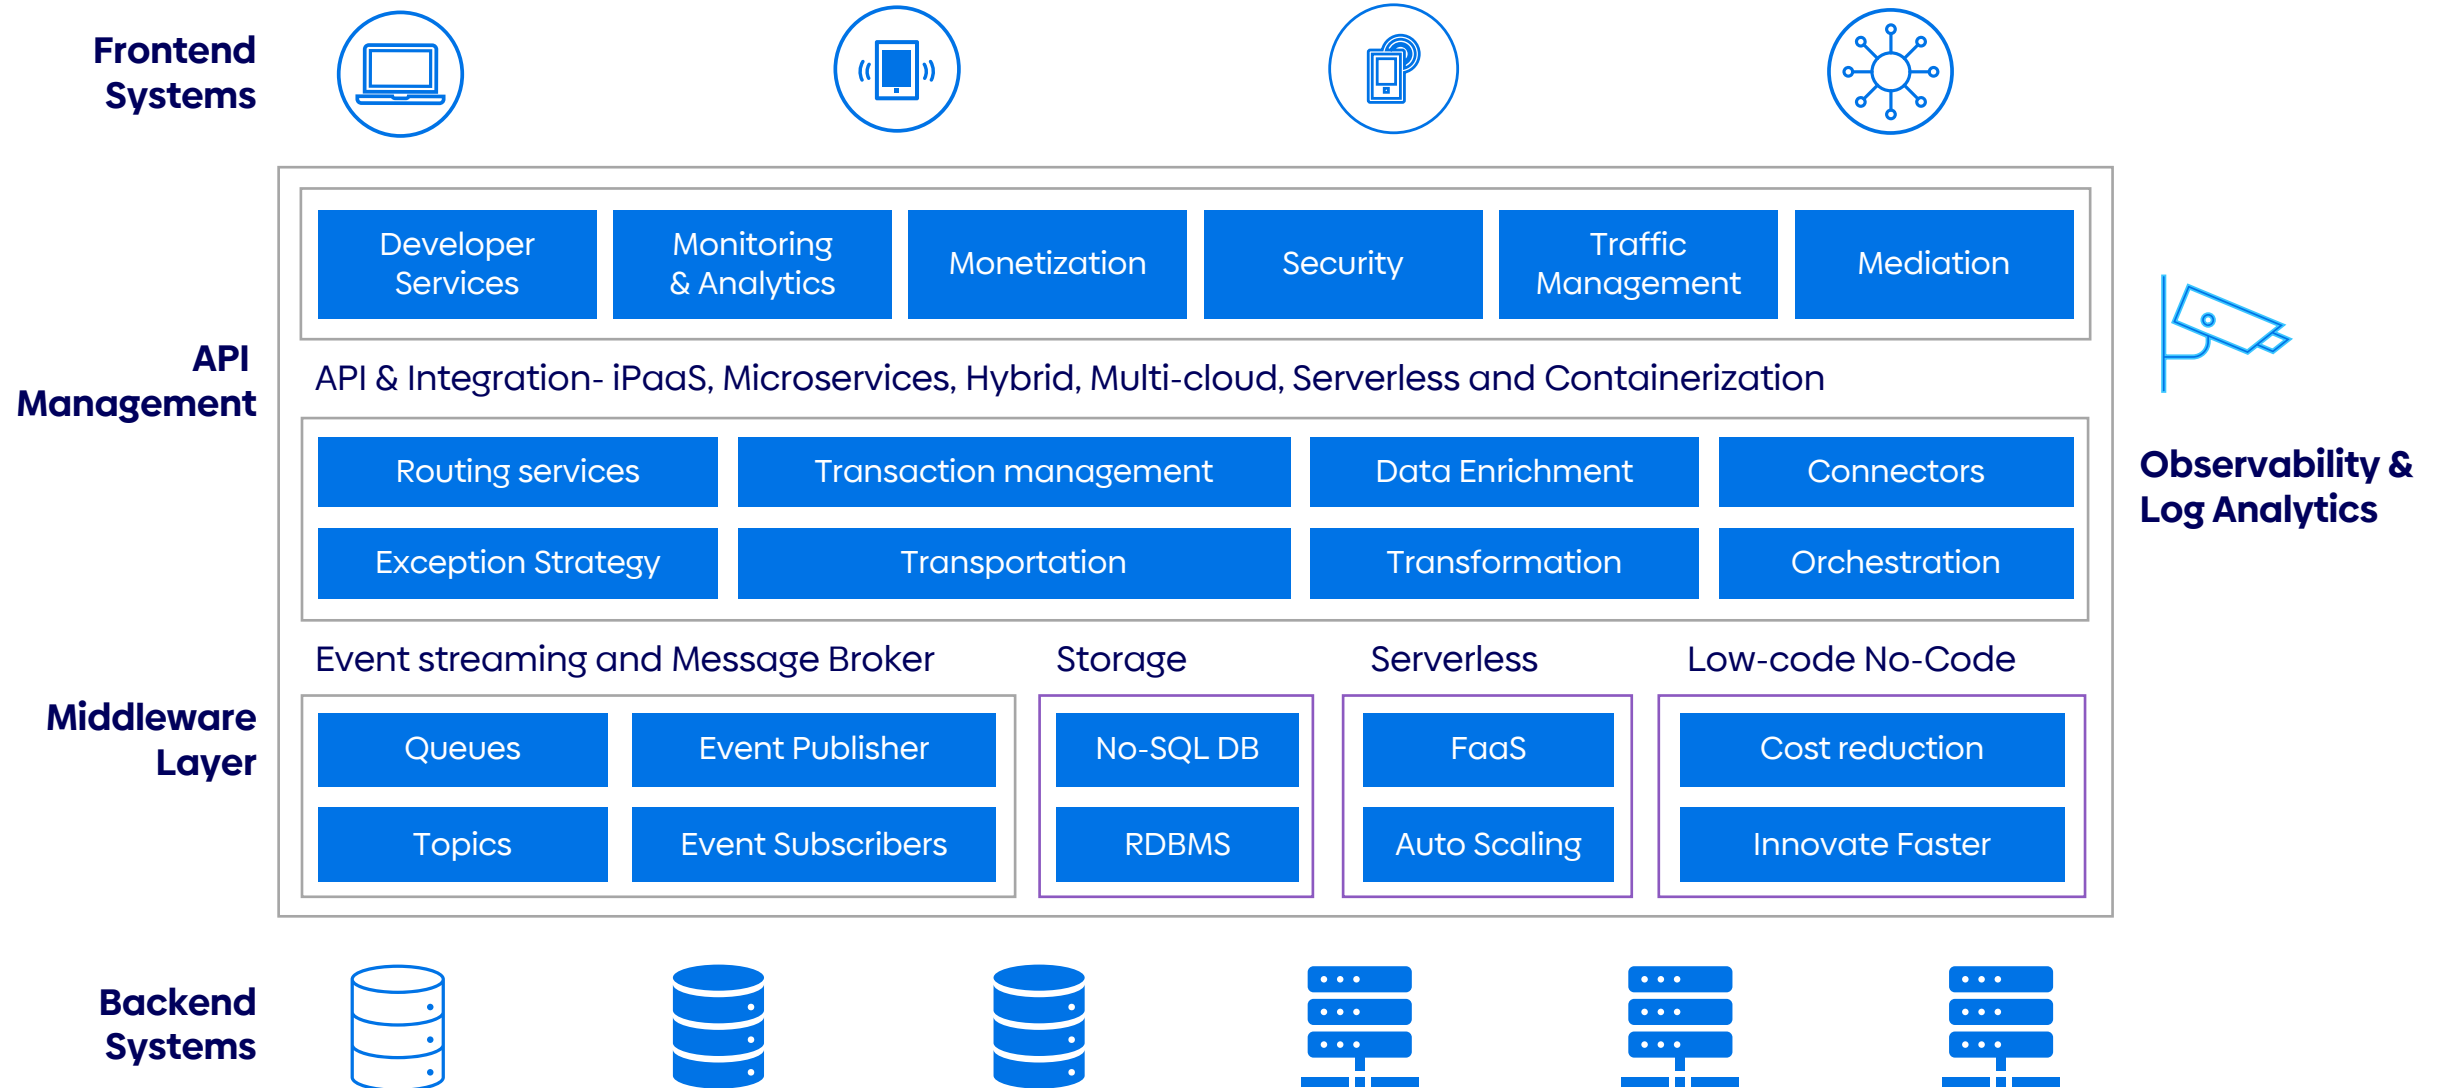 Frontend
Systems
Developer
Services
Monitoring
& Analytics
Monetization
Security
Traffic
Management
Mediation
API
Management
API & Integration- iPaaS, Microservices, Hybrid, Multi-cloud, Serverless and Containerization
Routing services
Transaction management
Data Enrichment
Connectors
Exception Strategy
Transportation
Transformation
Orchestration
Observability &
Log Analytics
Middleware
Layer
Event streaming and Message Broker
Queues
Event Publisher
Topics
Event Subscribers
Storage
No-SQL DB
RDBMS
Serverless
FaaS
Auto Scaling
Low-code No-Code
Cost reduction
Innovate Faster
Backend
Systems